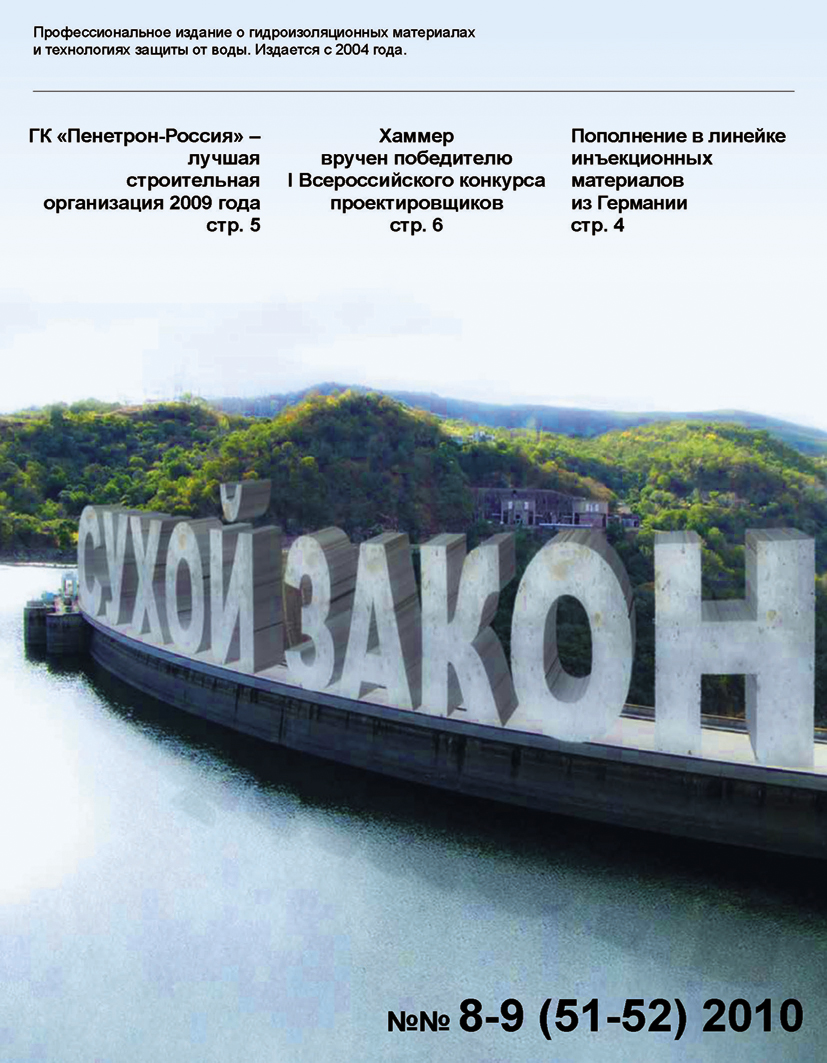 Профессиональное издание о гидроизоляционных материалах
и технологиях защиты от воды. Издается с 2004 года.
ГК «Пенетрон-Россия» –
лучшая
строительная
организация 2009 года
стр. 5
Хаммер
вручен победителю
I Всероссийского конкурса
проектировщиков
стр. 6
Пополнение в линейке
инъекционных
материалов
из Германии
стр. 4
СУХОЙ ЗАКОН
№№ 8-9 (51-52) 2010